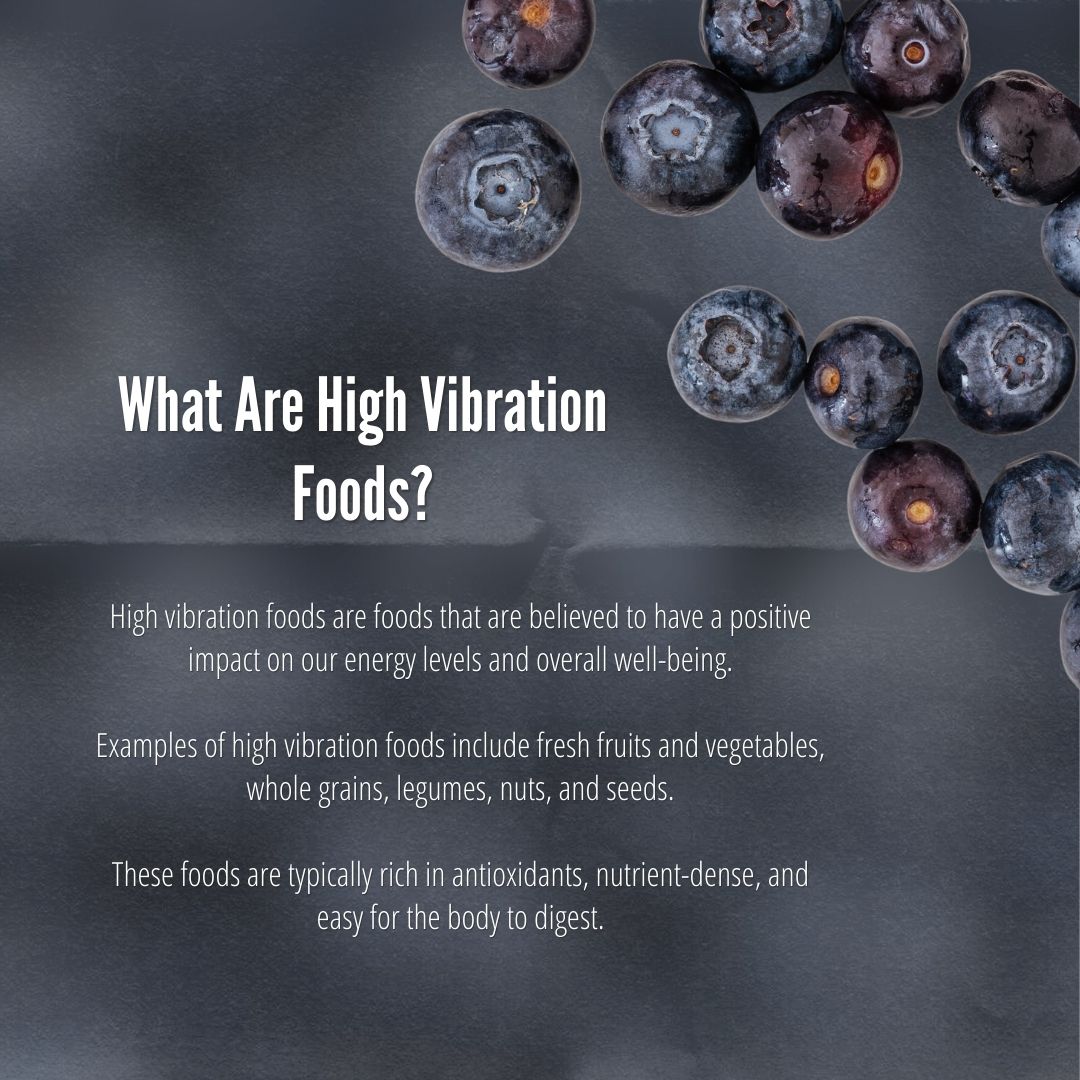 What Are High Vibration
Foods?
High vibration foods are foods that are believed to have a positive
impact on our energy levels and overall well-being.
Examples of high vibration foods include fresh fruits and vegetables,
whole grains, legumes, nuts, and seeds.
These foods are typically rich in antioxidants, nutrient-dense, and
easy for the body to digest.